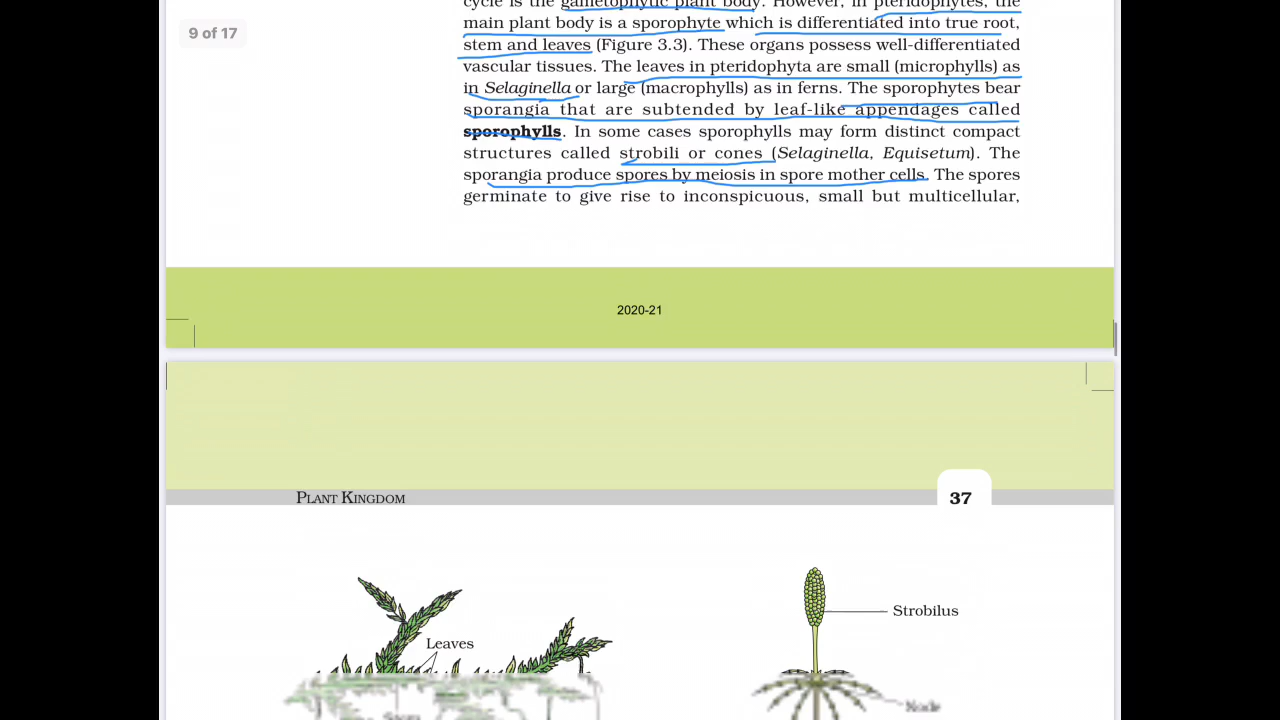 cycle is the gametophytic plant body. However, in pteridophytes, the
9 of 17
main plant body is a sporophyte which is differentiated into true root,
stem and leaves (Figure 3.3). These organs possess well-differentiated
vascular tissues. The leaves in pteridophyta are small (microphylls) as
in Selaginella or large (macrophylls) as in ferns. The sporophytes bear
sporangia that are subtended by leaf-like appendages called
sporophylls. In some cases sporophylls may form distinct compact
structures called strobili or cones (Selaginella, Equisetum). The
sporangia produce spores by meiosis in spore mother cells. The spores
germinate to give rise to inconspicuous, small but multicellular,
2020-21
PLANT KINGDOM
37
Strobilus
Leaves
Node